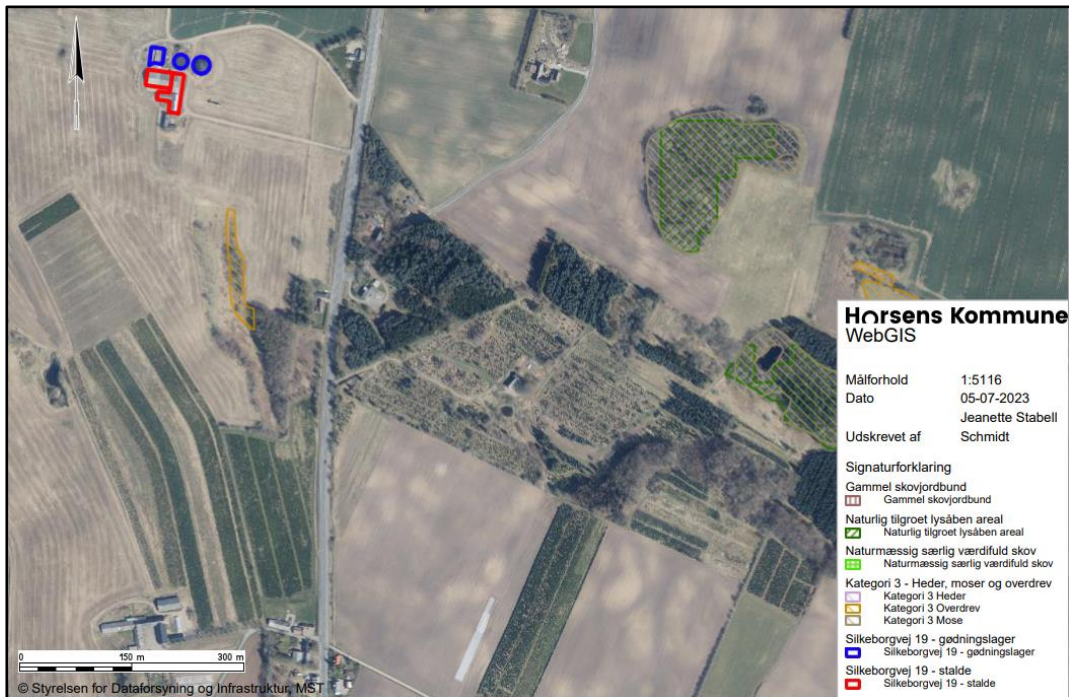 Horsens Kommune
WebGIS
Målforhold 1:5116
Dato 05-07-2023
Jeanette Stabell
Udskrevet af Schmidt
Signaturforklaring
Gammel skovjordbund
Gammel skovjordbund
Naturlig tilgroet lysåben areal
Naturlig tilgroet lysåben areal
Naturmæssig særlig værdifuld skov
Naturmæssig særlig værdifuld skov
Kategori 3 - Heder, moser og overdrev
Kategori 3 Heder
Kategori 3 Overdrev
Kategori 3 Mose
Silkeborgvej 19 - gødningslager
Silkeborgvej 19 - gødningslager
Silkeborgvej 19 - stalde
Silkeborgvej 19 - stalde
0 150 m 300 m
© Styrelsen for Dataforsyning og Infrastruktur, MST